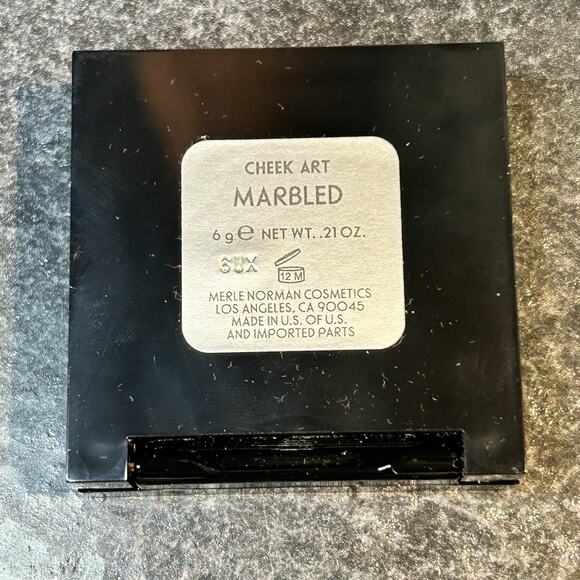 CHEEK ART
MARBLED
6 g e NET WT. .21 OZ.
6UX
12 M
MERLE NORMAN COSMETICS
LOS ANGELES, CA 90045
MADE IN U.S. OF U.S.
AND IMPORTED PARTS